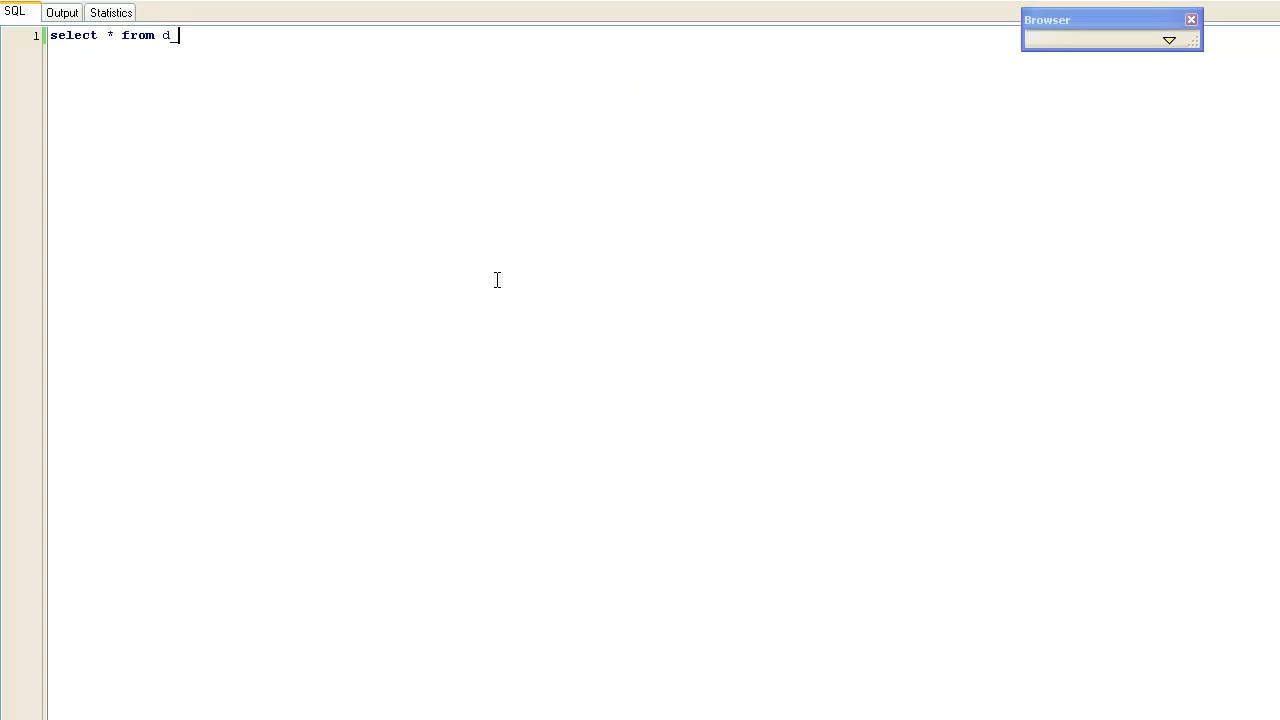 SQL
Output
Statistics
Browser
1
select * from d_